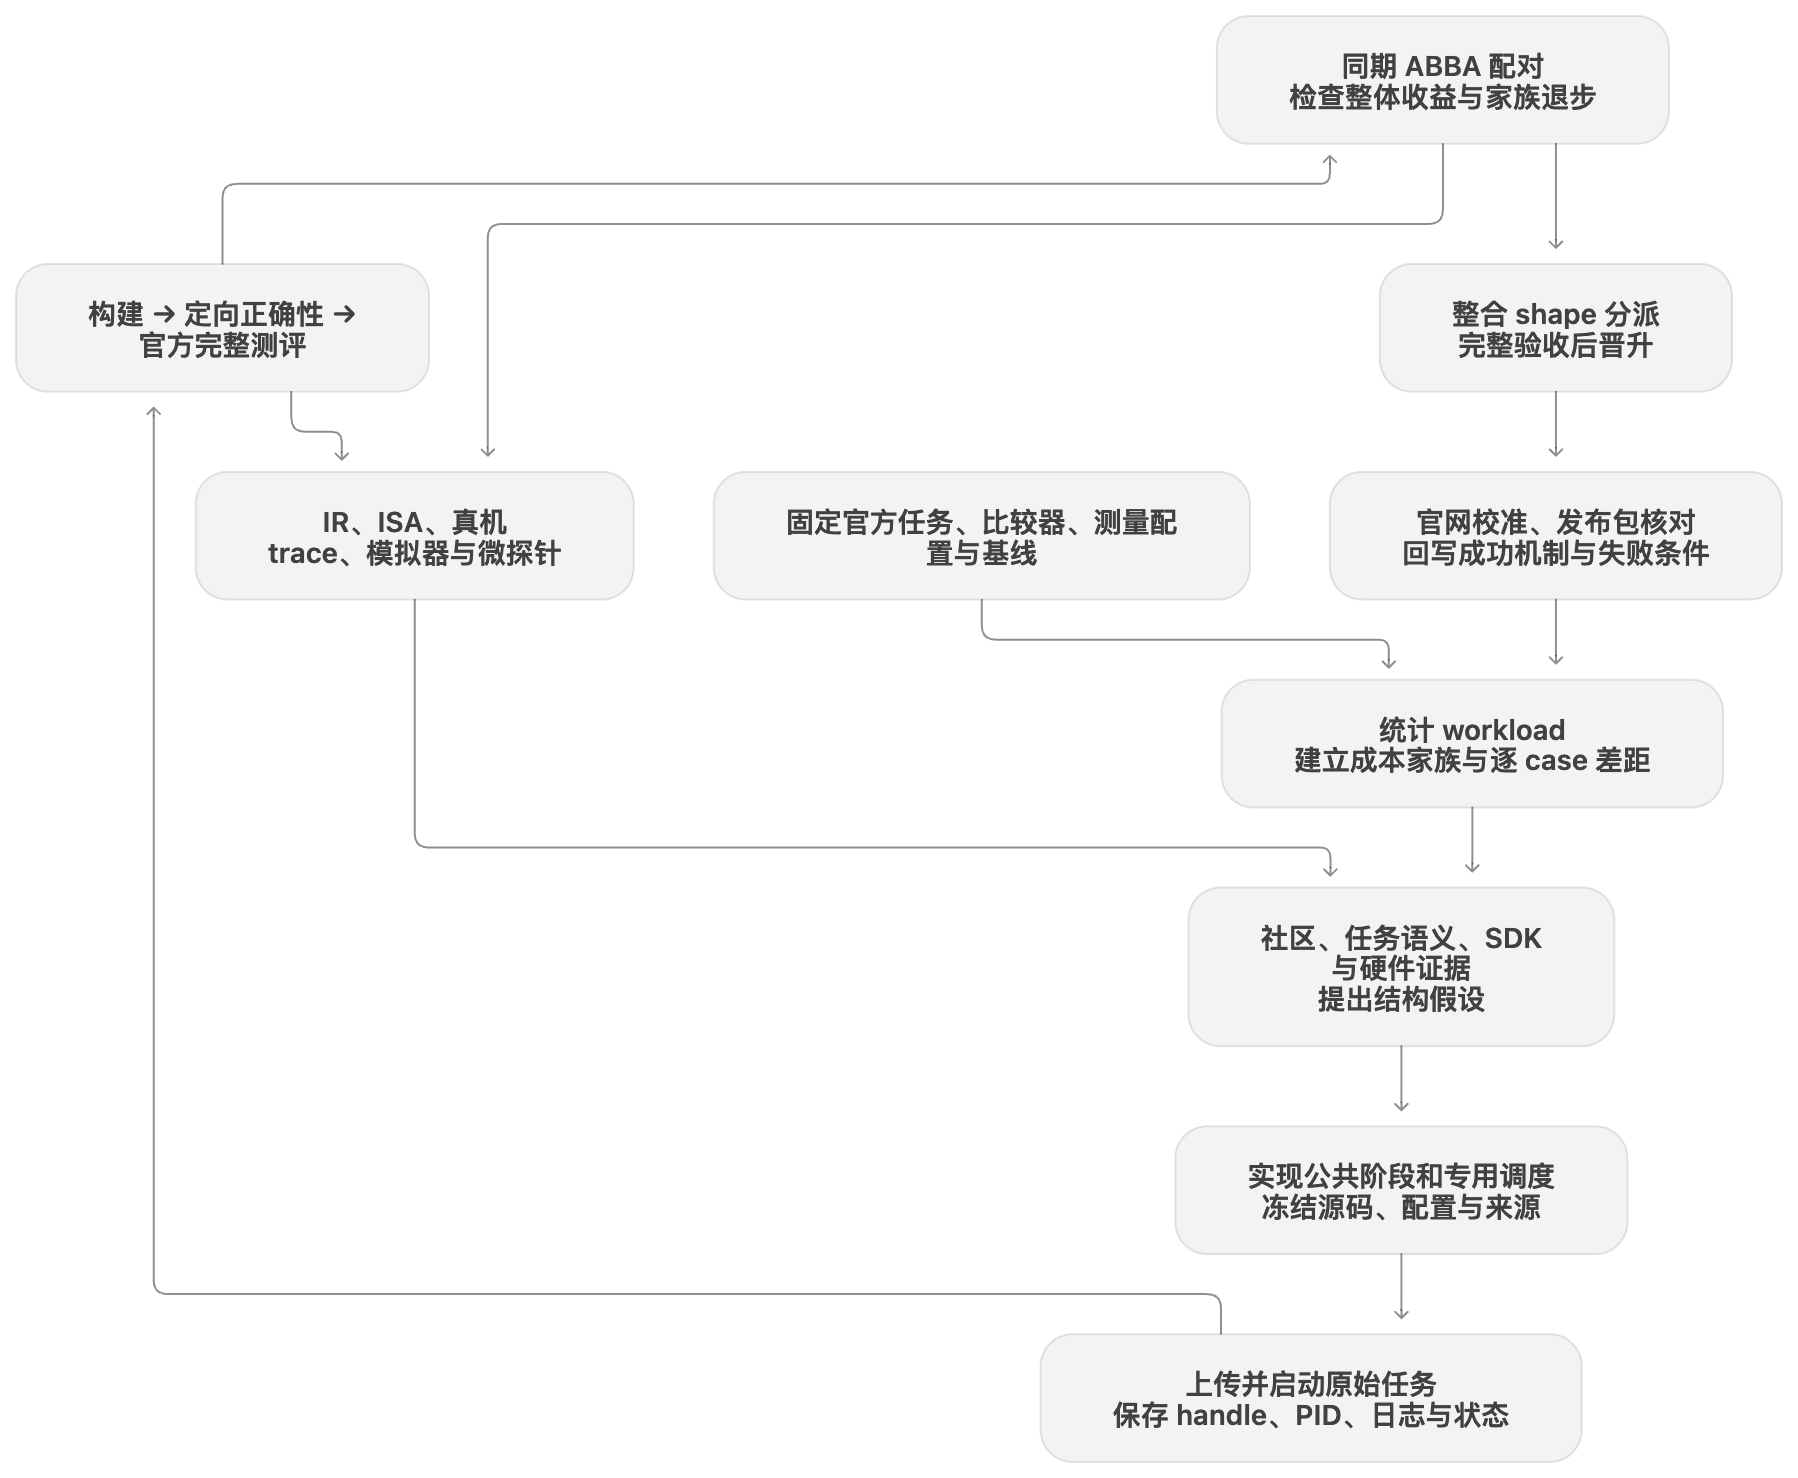 同期 ABBA 配对
检查整体收益与家族退步
构建 → 定向正确性 →
官方完整测评
整合 shape 分派
完整验收后晋升
IR、ISA、真机
trace、模拟器与微探针
固定官方任务、比较器、测量配
置与基线
官网校准、发布包核对
回写成功机制与失败条件
统计 workload
建立成本家族与逐 case 差距
社区、任务语义、SDK
与硬件证据
提出结构假设
实现公共阶段和专用调度
冻结源码、配置与来源
上传并启动原始任务
保存 handle、PID、日志与状态